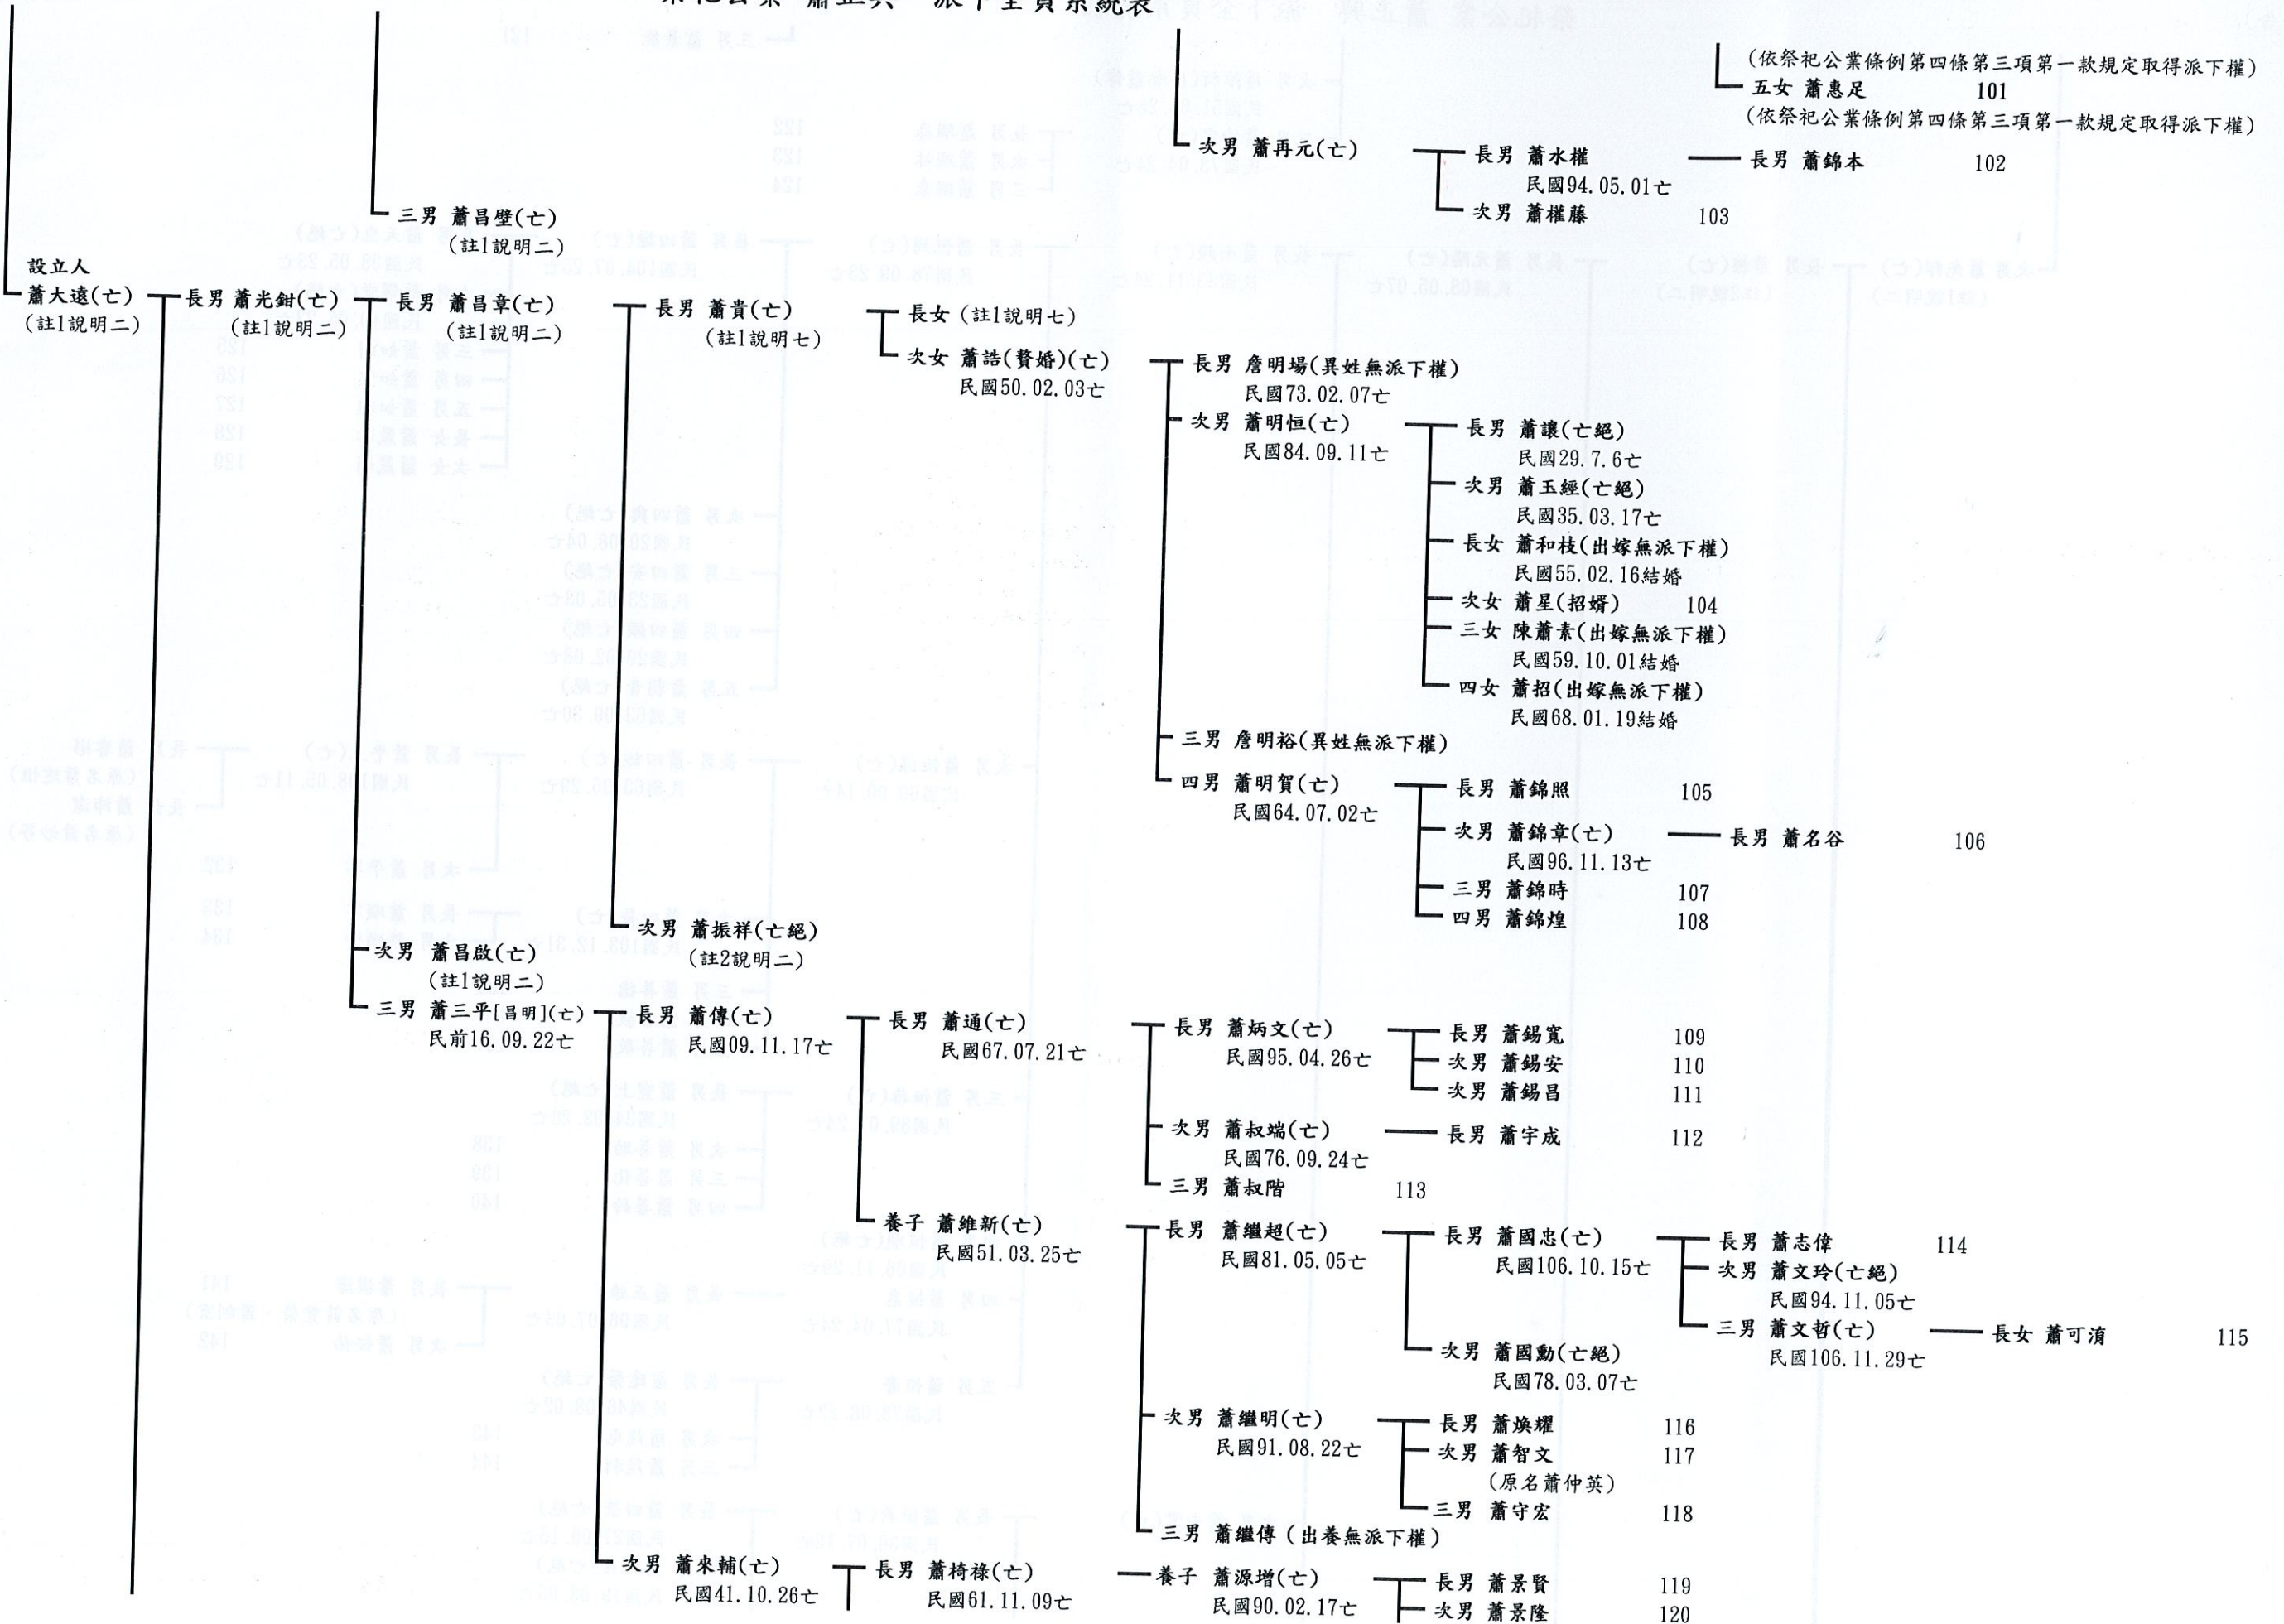 祭祀公業 蕭正興 派下全員系統表
(依祭祀公業條例第四條第三項第一款規定取得派下權)
五女 蕭惠足 101
(依祭祀公業條例第四條第三項第一款規定取得派下權)
次男 蕭再元(亡)
長男 蕭水權
民國94.05.01亡
長男 蕭錦本 102
次男 蕭權藤 103
三男 蕭昌壁(亡)
(註1說明二)
設立人
蕭大遠(亡)
(註1說明二)
長男 蕭光鉗(亡)
(註1說明二)
長男 蕭昌章(亡)
(註1說明二)
長男 蕭貴(亡)
(註1說明七)
長女 (註1說明七)
次女 蕭誥(贅婚)(亡)
民國50.02.03亡
長男 詹明場(異姓無派下權)
民國73.02.07亡
次男 蕭明恒(亡)
民國84.09.11亡
長男 蕭讓(亡絕)
民國29.7.6亡
次男 蕭玉經(亡絕)
民國35.03.17亡
長女 蕭和枝(出嫁無派下權)
民國55.02.16結婚
次女 蕭星(招婿) 104
三女 陳蕭素(出嫁無派下權)
民國59.10.01結婚
四女 蕭招(出嫁無派下權)
民國68.01.19結婚
三男 詹明裕(異姓無派下權)
四男 蕭明賀(亡)
民國64.07.02亡
長男 蕭錦照 105
次男 蕭錦章(亡)
民國96.11.13亡
長男 蕭名谷 106
三男 蕭錦時 107
四男 蕭錦煌 108
次男 蕭振祥(亡絕)
(註2說明二)
次男 蕭昌啟(亡)
(註1說明二)
三男 蕭三平[昌明](亡)
民前16.09.22亡
長男 蕭傳(亡)
民國09.11.17亡
長男 蕭通(亡)
民國67.07.21亡
長男 蕭炳文(亡)
民國95.04.26亡
長男 蕭錫寬 109
次男 蕭錫安 110
次男 蕭錫昌 111
次男 蕭叔端(亡)
民國76.09.24亡
長男 蕭宇成 112
三男 蕭叔階 113
養子 蕭維新(亡)
民國51.03.25亡
長男 蕭繼超(亡)
民國81.05.05亡
長男 蕭國忠(亡)
民國106.10.15亡
長男 蕭志偉 114
次男 蕭文玲(亡絕)
民國94.11.05亡
三男 蕭文哲(亡)
民國106.11.29亡
長女 蕭可淯 115
次男 蕭國勳(亡絕)
民國78.03.07亡
次男 蕭繼明(亡)
民國91.08.22亡
長男 蕭煥耀 116
次男 蕭智文 117
(原名蕭仲英)
三男 蕭守宏 118
三男 蕭繼傳 (出養無派下權)
次男 蕭來輔(亡)
民國41.10.26亡
長男 蕭椅祿(亡)
民國61.11.09亡
養子 蕭源增(亡)
民國90.02.17亡
長男 蕭景賢 119
次男 蕭景隆 120